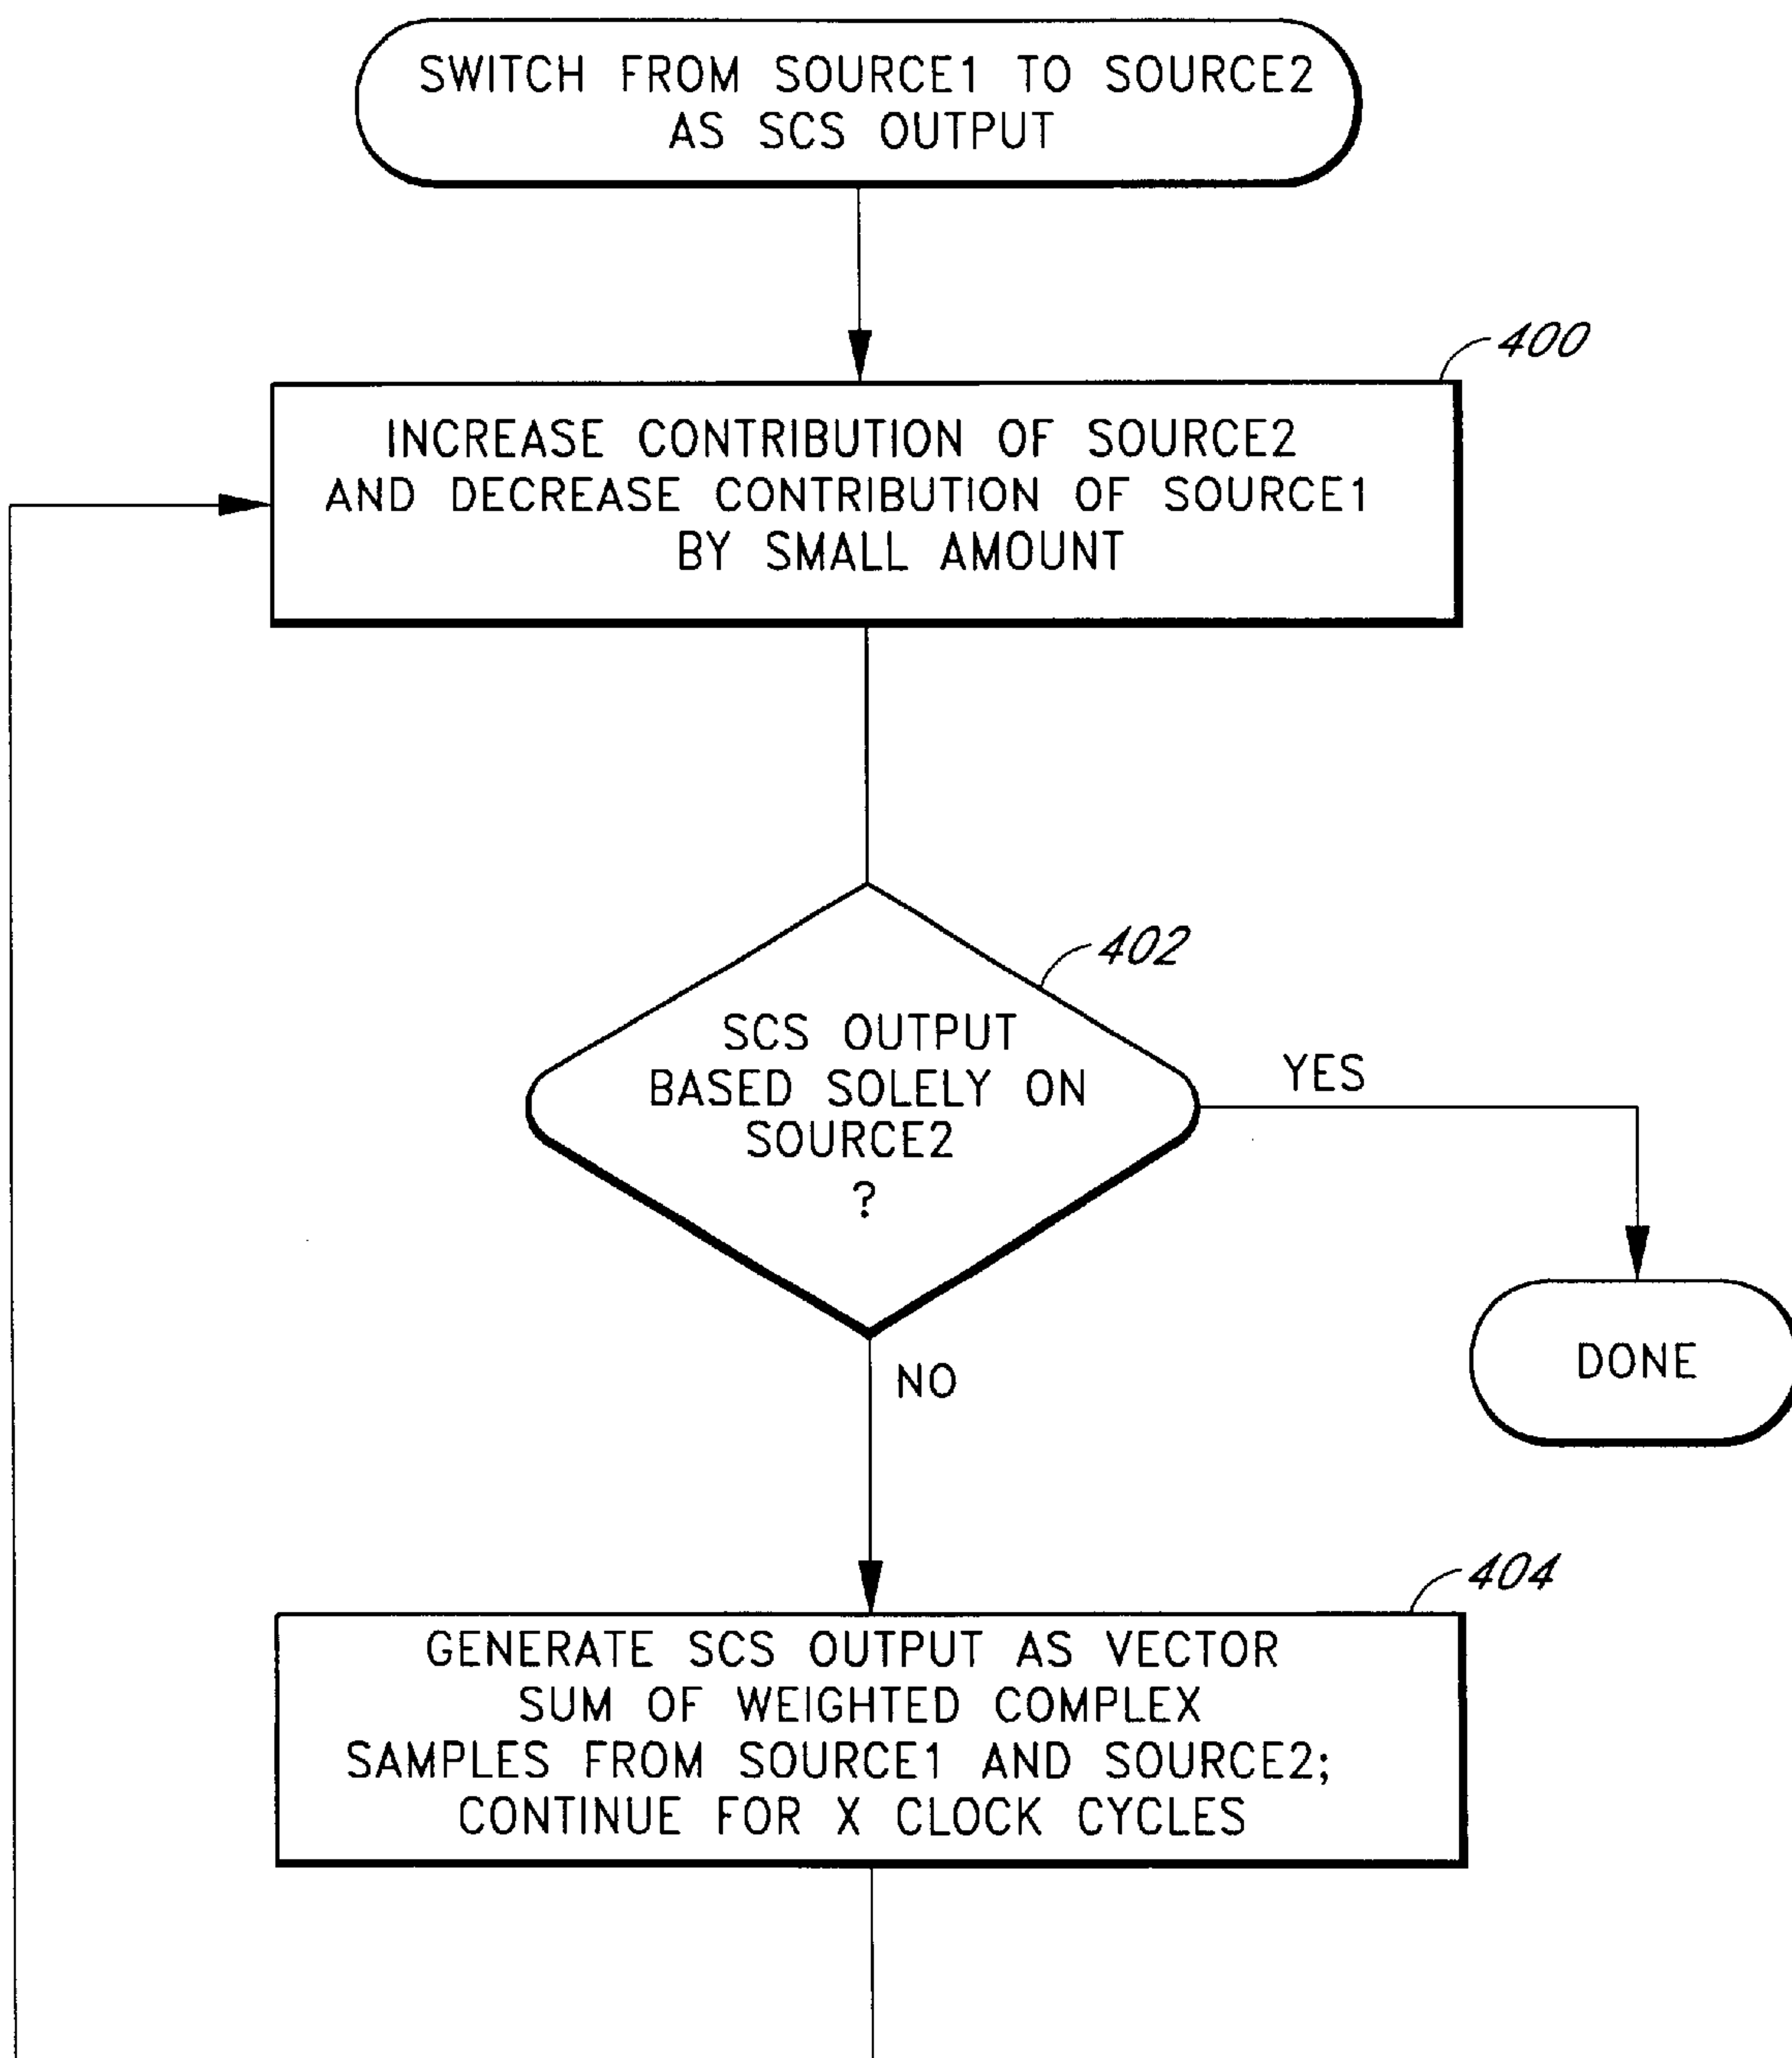 SWITCH FROM SOURCE1 TO SOURCE2
AS SCS OUTPUT
400
INCREASE CONTRIBUTION OF SOURCE2
AND DECREASE CONTRIBUTION OF SOURCE1
BY SMALL AMOUNT
402
SCS OUTPUT
BASED SOLELY ON
SOURCE2
?
YES
DONE
NO
404
GENERATE SCS OUTPUT AS VECTOR
SUM OF WEIGHTED COMPLEX
SAMPLES FROM SOURCE1 AND SOURCE2;
CONTINUE FOR X CLOCK CYCLES